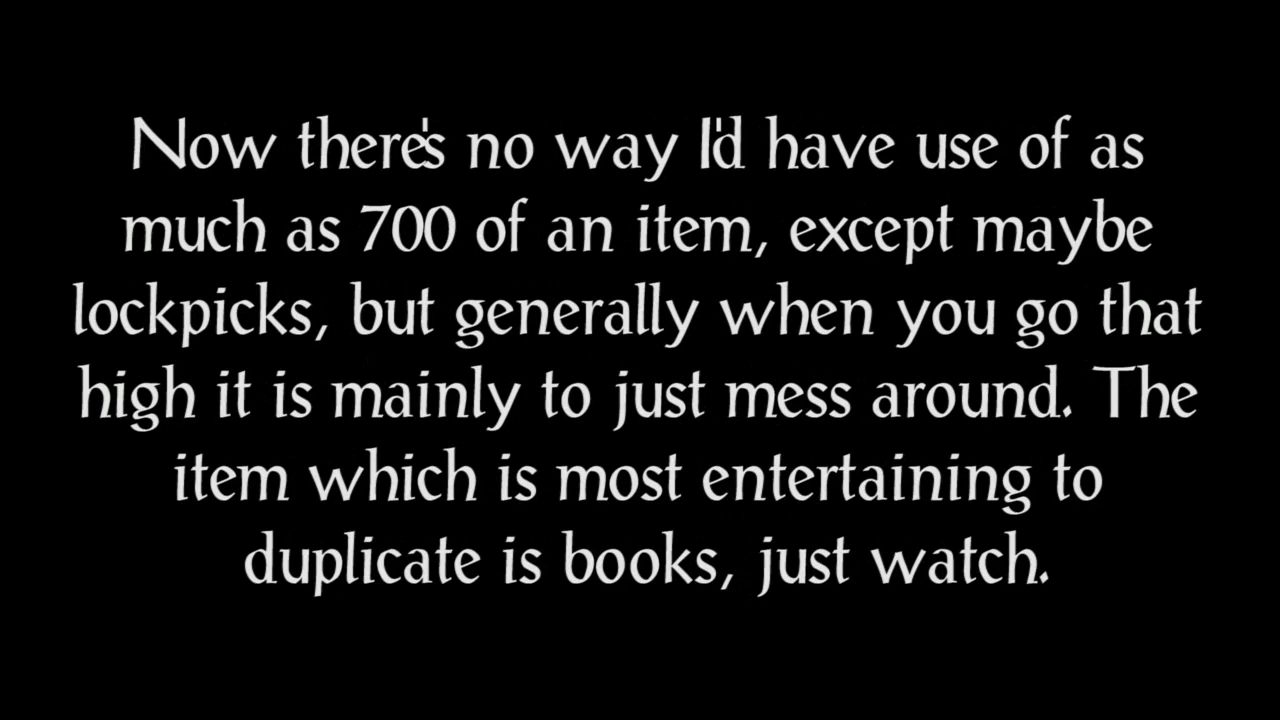 Now there's no way I'd have use of as
much as 700 of an item, except maybe
lockpicks, but generally when you go that
high it is mainly to just mess around. The
item which is most entertaining to
duplicate is books, just watch.